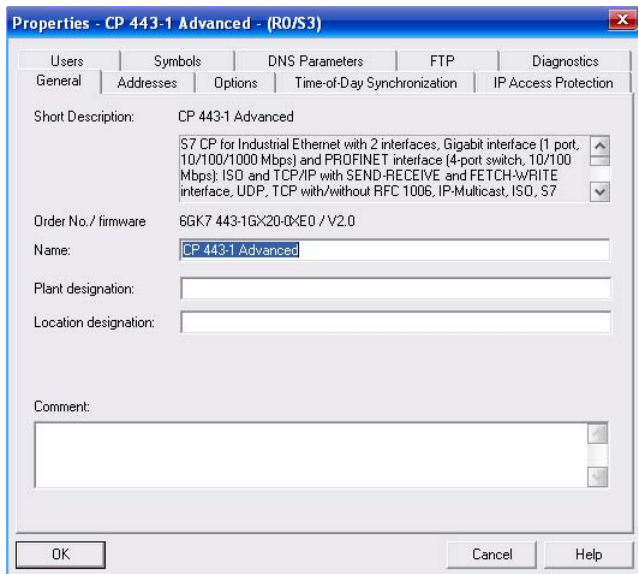 Properties - CP 443-1 Advanced - (R0/S3)
Users Symbols DNS Parameters FTP Diagnostics
General Addresses Options Time-of-Day Synchronization IP Access Protection
Short Description: CP 443-1 Advanced
S7 CP for Industrial Ethernet with 2 interfaces, Gigabit interface (1 port,
10/100/1000 Mbps) and PROFINET interface (4-port switch, 10/100
Mbps): ISO and TCP/IP with SEND-RECEIVE and FETCH-WRITE
interface, UDP, TCP with/without RFC 1006, IP-Multicast, ISO, S7
Order No./ firmware 6GK7 443-1GX20-0XE0 / V2.0
Name: CP 443-1 Advanced
Plant designation:
Location designation:
Comment:
OK Cancel Help